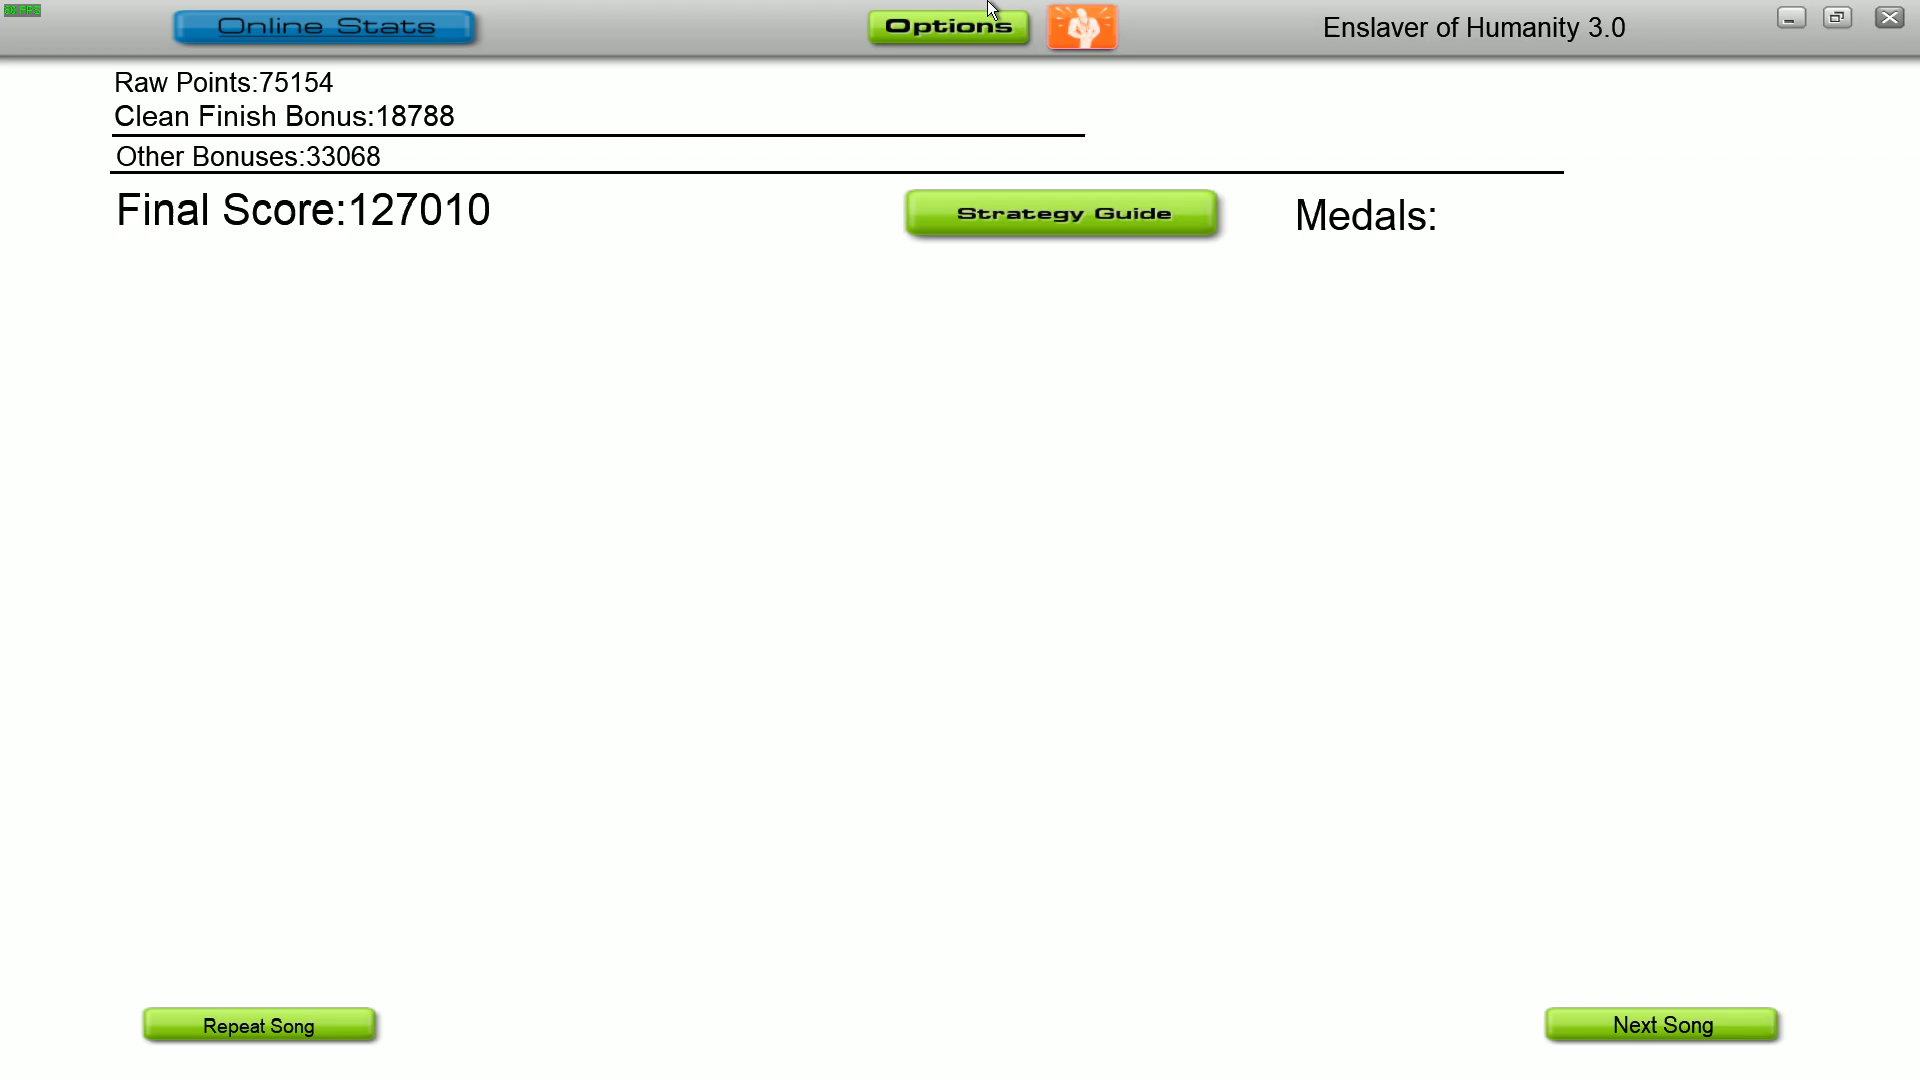 Online Stats
Options
Enslaver of Humanity 3.0
Raw Points:75154
Clean Finish Bonus:18788
Other Bonuses:33068
Final Score:127010
Strategy Guide
Medals:
Repeat Song
Next Song